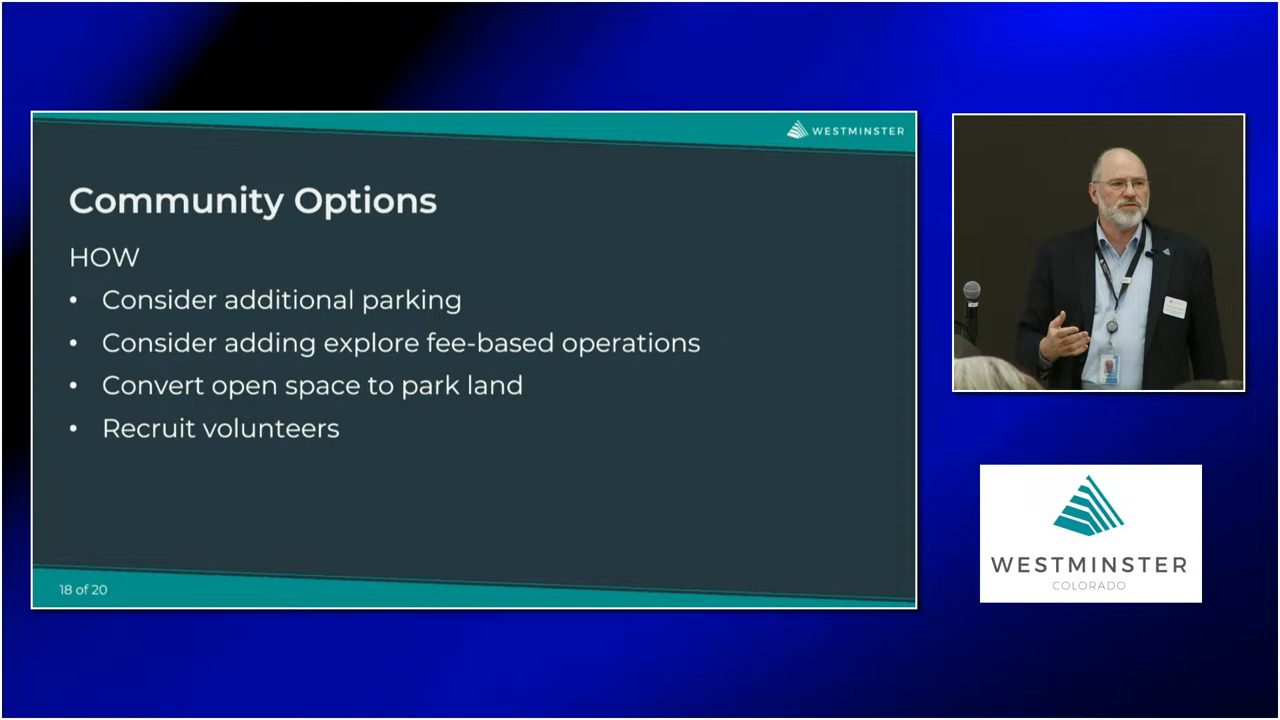 WESTMINSTER
Community Options
HOW
• Consider additional parking
• Consider adding explore fee-based operations
• Convert open space to park land
• Recruit volunteers
18 of 20
WESTMINSTER
COLORADO